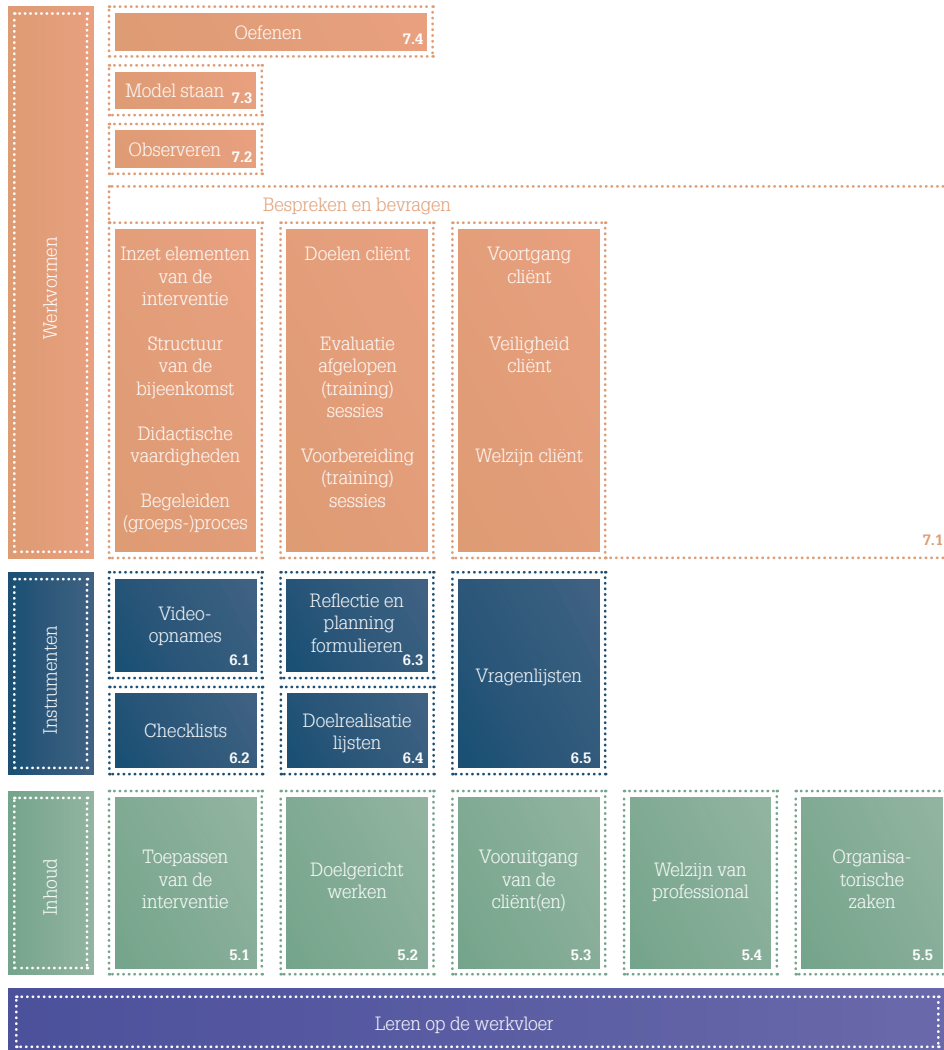 Werkvormen
Oefenen
7.4
Model staan
7.3
Observeren
7.2
Bespreken en bevragen
Inzet elementen
van de
interventie
Structuur
van de
bijeenkomst
Didactische
vaardigheden
Begeleiden
(groeps-)proces
Doelen cliënt
Evaluatie
afgelopen
(training)
sessies
Voorbereiding
(training)
sessies
Voortgang
cliënt
Veiligheid
cliënt
Welzijn cliënt
7.1
Instrumenten
Video-
opnames
6.1
Checklists
6.2
Reflectie en
planning
formulieren
6.3
Doelrealisatie
lijsten
6.4
Vragenlijsten
6.5
Inhoud
Toepassen
van de
interventie
5.1
Doelgericht
werken
5.2
Vooruitgang
van de
cliënt(en)
5.3
Welzijn van
professional
5.4
Organisa-
torische
zaken
5.5
Leren op de werkvloer